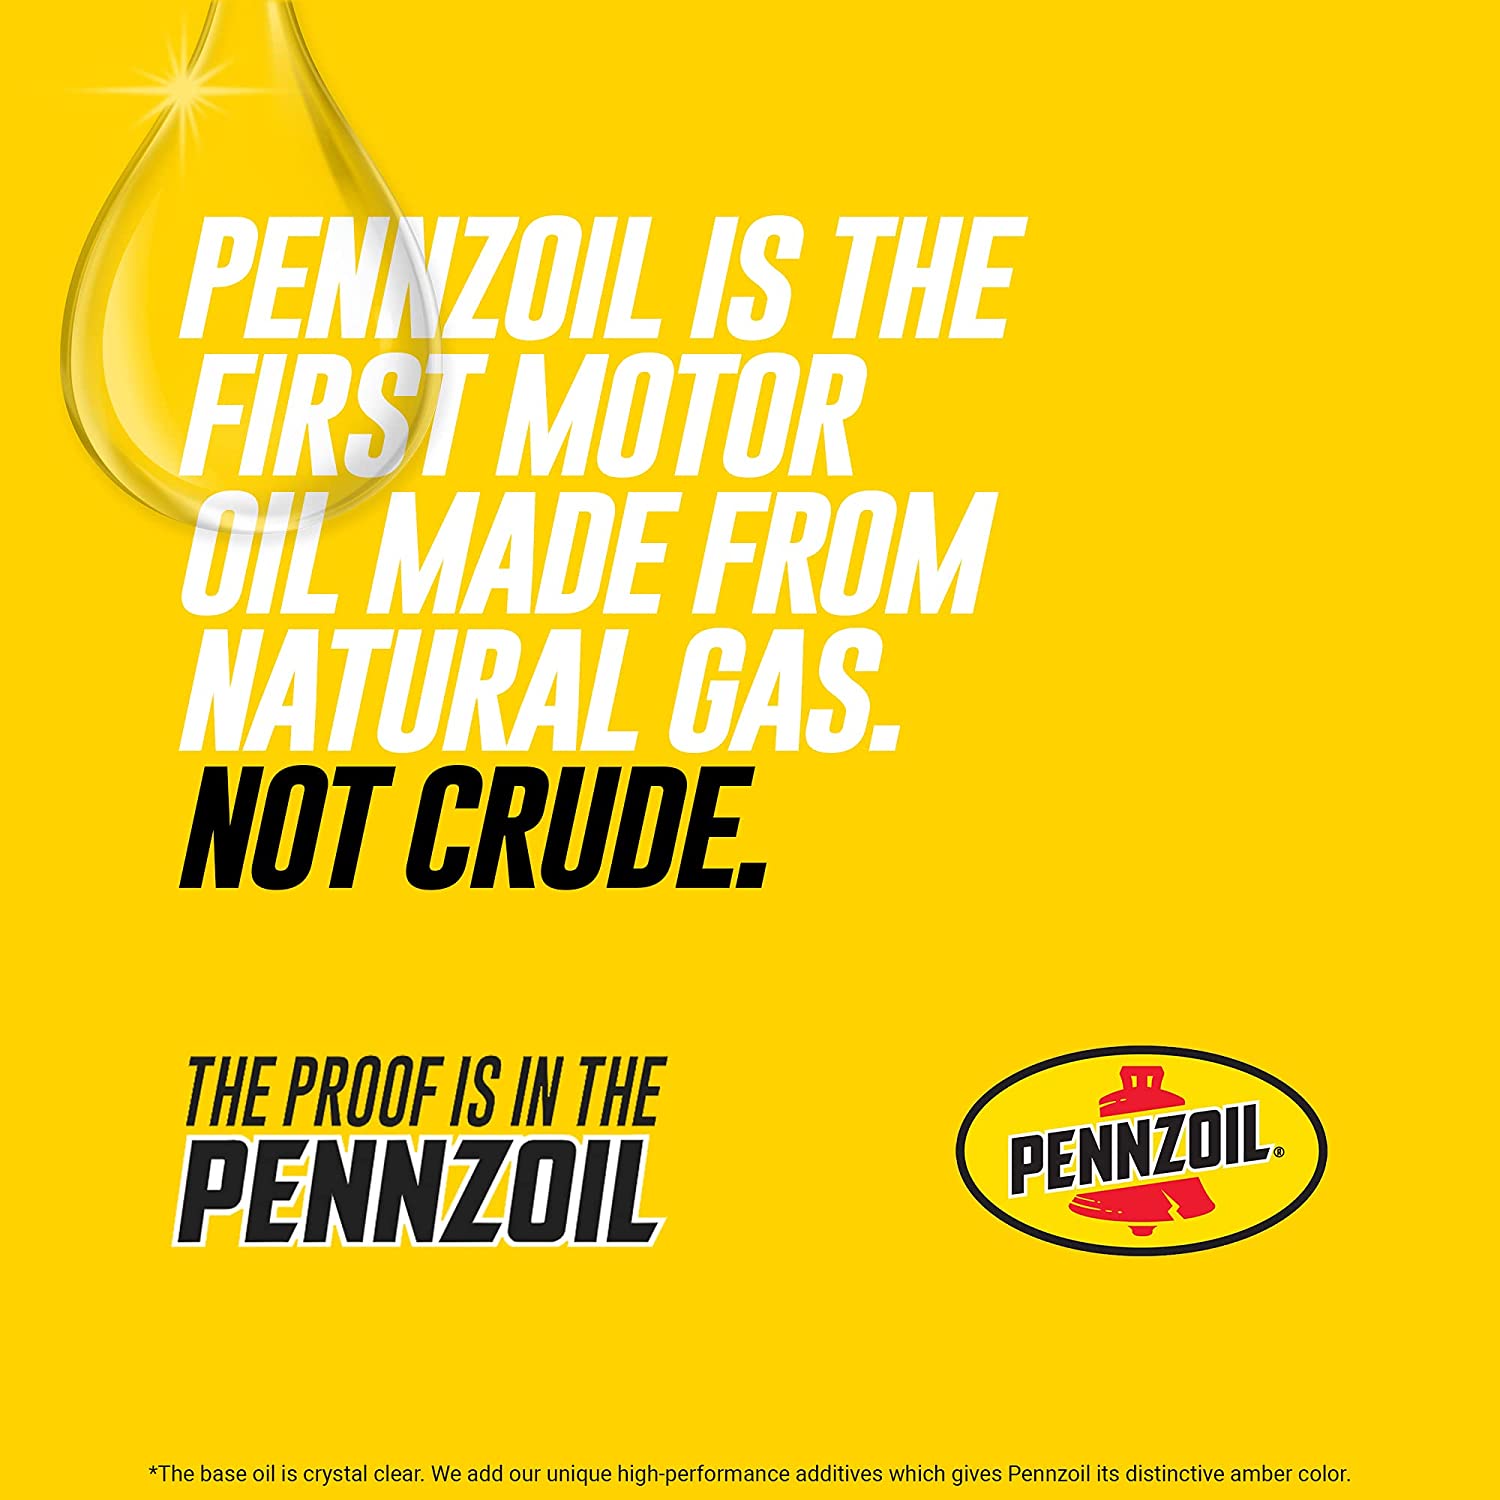 PENNZOIL IS THE
FIRST MOTOR
OIL MADE FROM
NATURAL GAS.
NOT CRUDE.
THE PROOF IS IN THE
PENNZOIL
PENNZOIL®
*The base oil is crystal clear. We add our unique high-performance additives which gives Pennzoil its distinctive amber color.